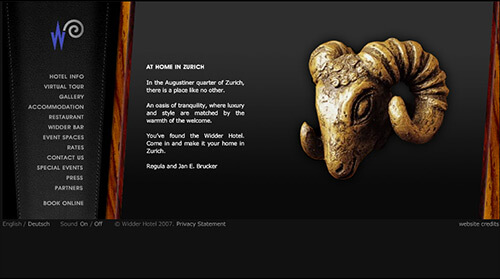 W
HOTEL INFO
VIRTUAL TOUR
GALLERY
ACCOMMODATION
RESTAURANT
WIDDER BAR
EVENT SPACES
RATES
CONTACT US
SPECIAL EVENTS
PRESS
PARTNERS
BOOK ONLINE
AT HOME IN ZURICH
In the Augustiner quarter of Zurich,
there is a place like no other.
An oasis of tranquility, where luxury
and style are matched by the
warmth of the welcome.
You've found the Widder Hotel.
Come in and make it your home in
Zurich.
Regula and Jan E. Brucker
English / Deutsch Sound On / Off © Widder Hotel 2007. Privacy Statement website credits